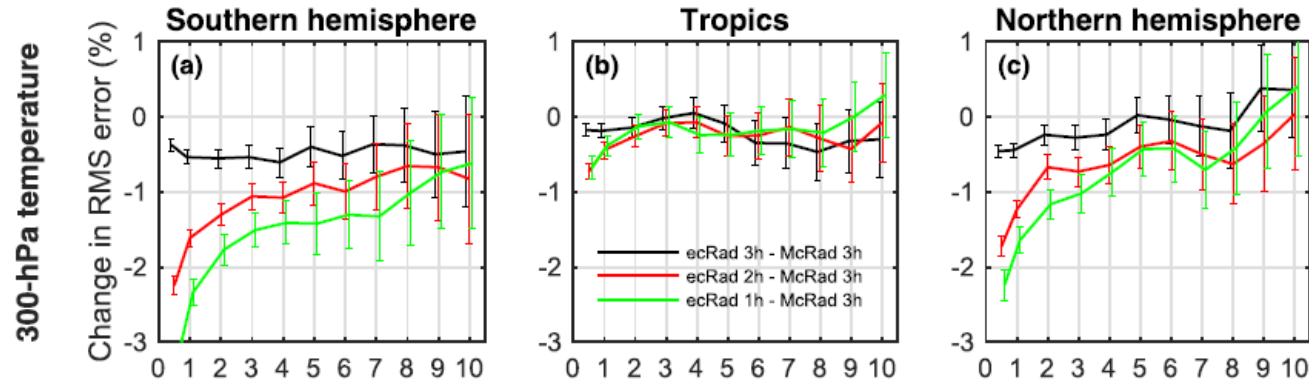 Southern hemisphere
Tropics
Northern hemisphere
300-hPa temperature
Change in RMS error (%)
(a)
1
0
-1
-2
-3
0 1 2 3 4 5 6 7 8 9 10
(b)
1
0
-1
-2
-3
ecRad 3h - McRad 3h
ecRad 2h - McRad 3h
ecRad 1h - McRad 3h
0 1 2 3 4 5 6 7 8 9 10
(c)
1
0
-1
-2
-3
0 1 2 3 4 5 6 7 8 9 10